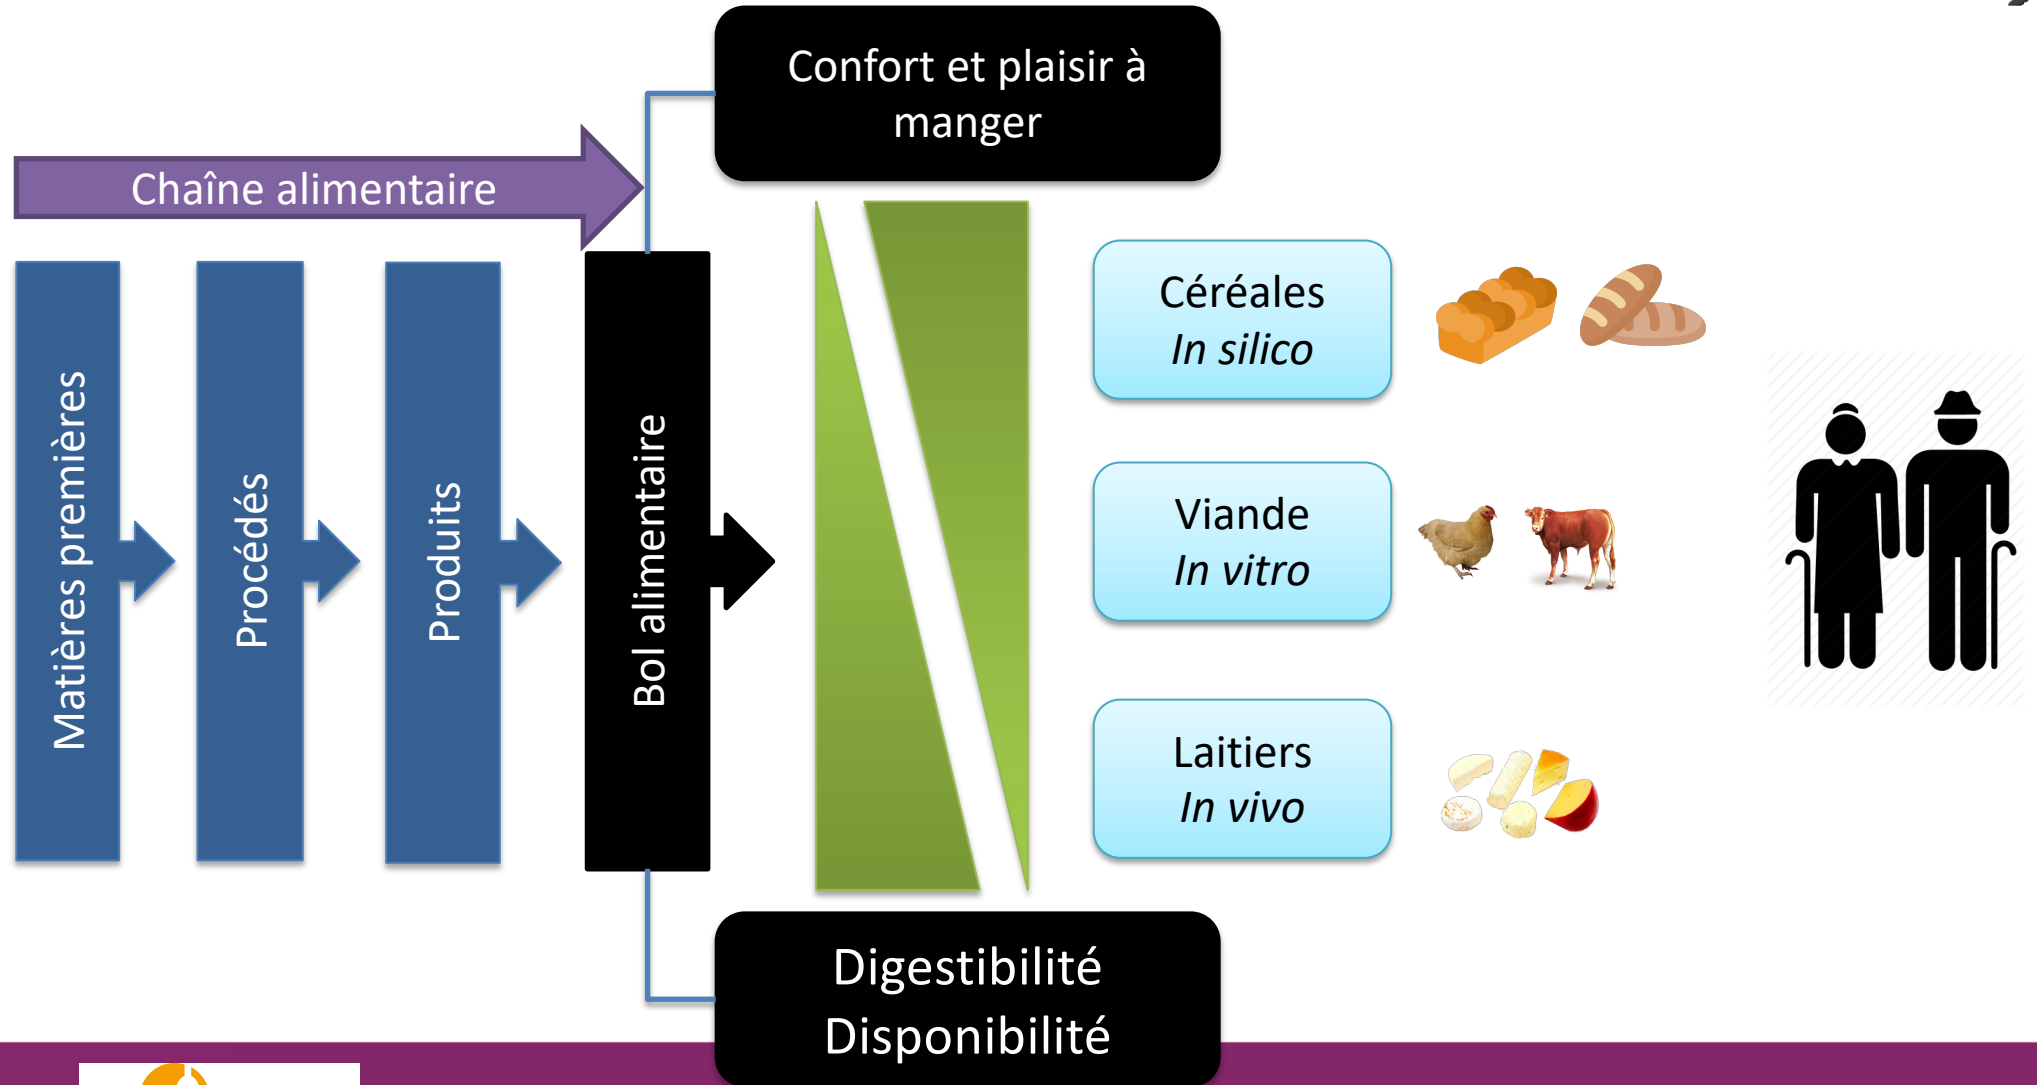 Confort et plaisir à
manger
Chaîne alimentaire
Matières premières
Procédés
Produits
Bol alimentaire
Céréales
In silico
Viande
In vitro
Laitiers
In vivo
Digestibilité
Disponibilité